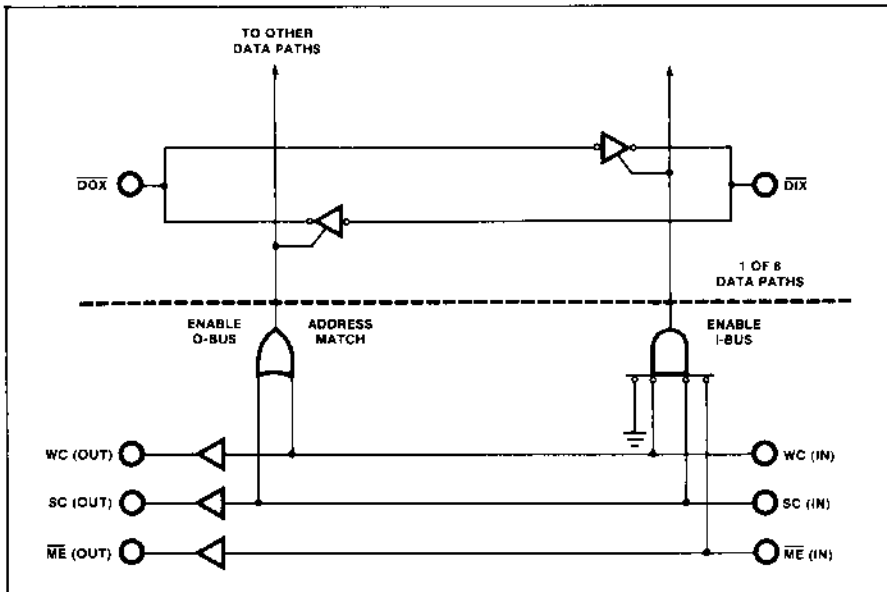 TO OTHER
DATA PATHS
DOX
DIX
1 OF 8
DATA PATHS
ENABLE
O-BUS
ADDRESS
MATCH
ENABLE
I-BUS
WC (OUT)
WC (IN)
SC (OUT)
SC (IN)
ME (OUT)
ME (IN)